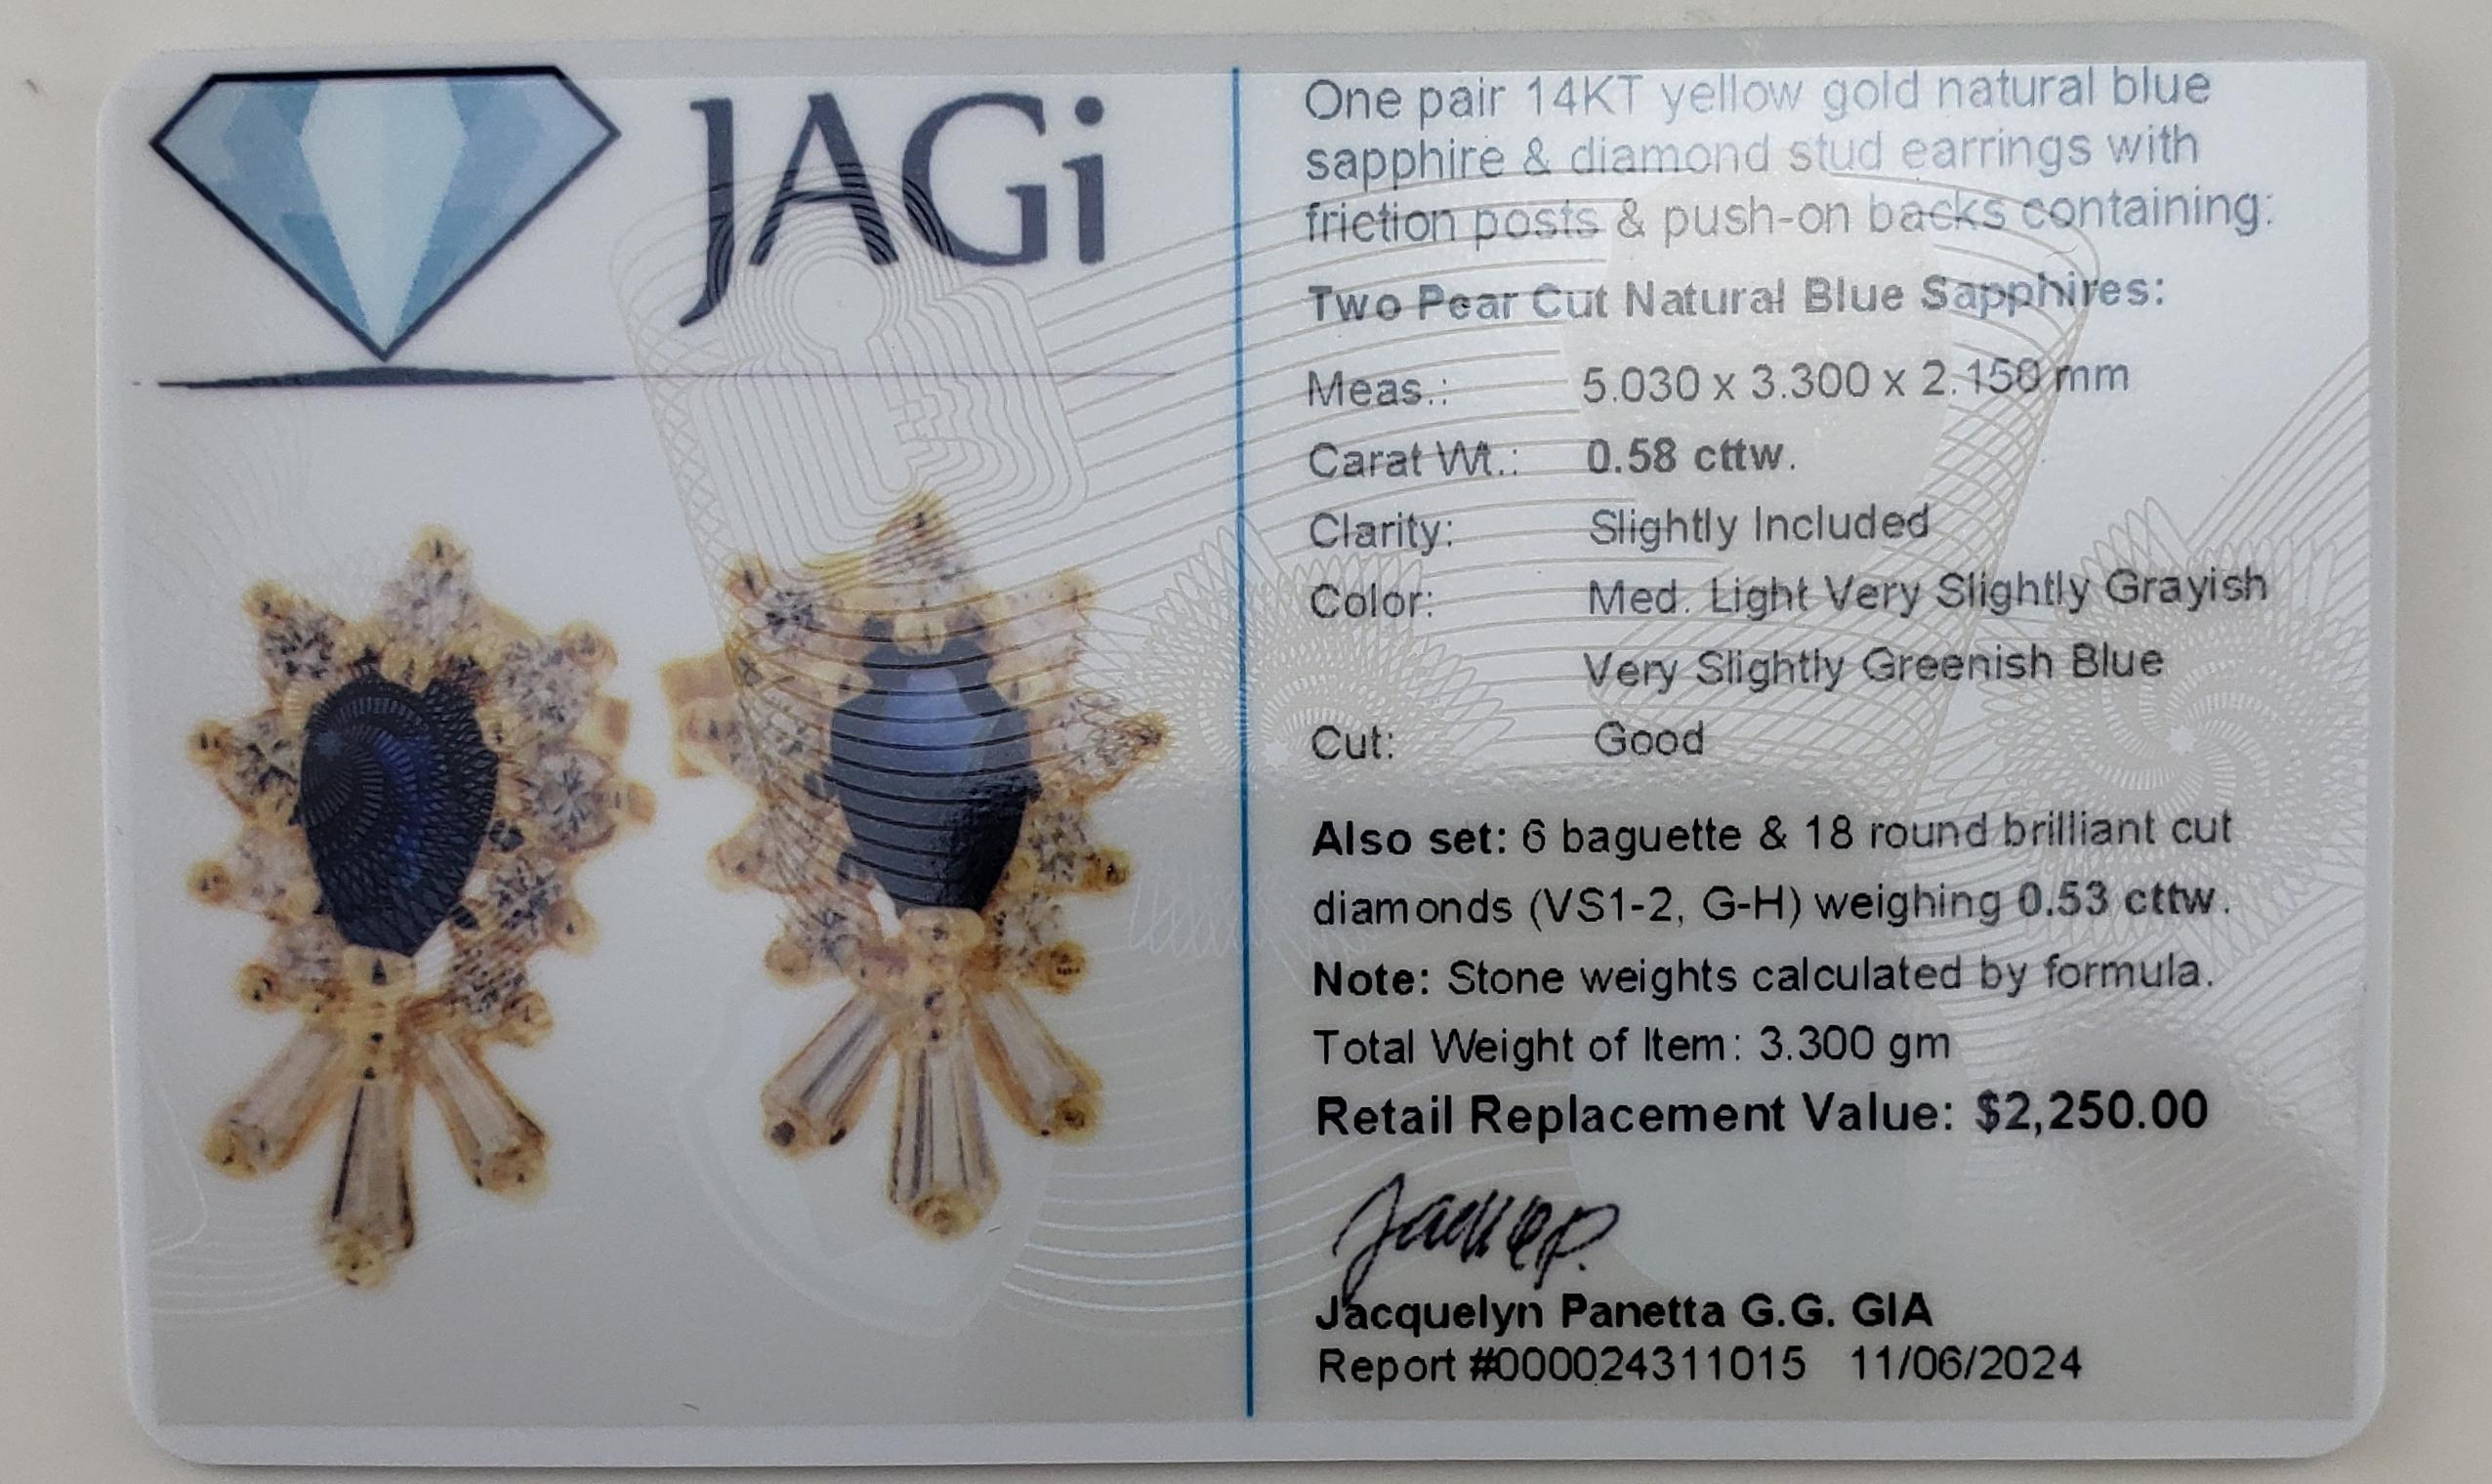 JAGi
One pair 14KT yellow gold natural blue
sapphire & diamond stud earrings with
friction posts & push-on backs containing:
Two Pear Cut Natural Blue Sapphires:
Meas.: 5.030 x 3.300 x 2.150 mm
Carat Wt.: 0.58 cttw.
Clarity: Slightly Included
Color: Med. Light Very Slightly Grayish
Very Slightly Greenish Blue
Cut: Good
Also set: 6 baguette & 18 round brilliant cut
diamonds (VS1-2, G-H) weighing 0.53 cttw.
Note: Stone weights calculated by formula.
Total Weight of Item: 3.300 gm
Retail Replacement Value: $2,250.00
Jackie P.
Jacquelyn Panetta G.G. GIA
Report #000024311015 11/06/2024